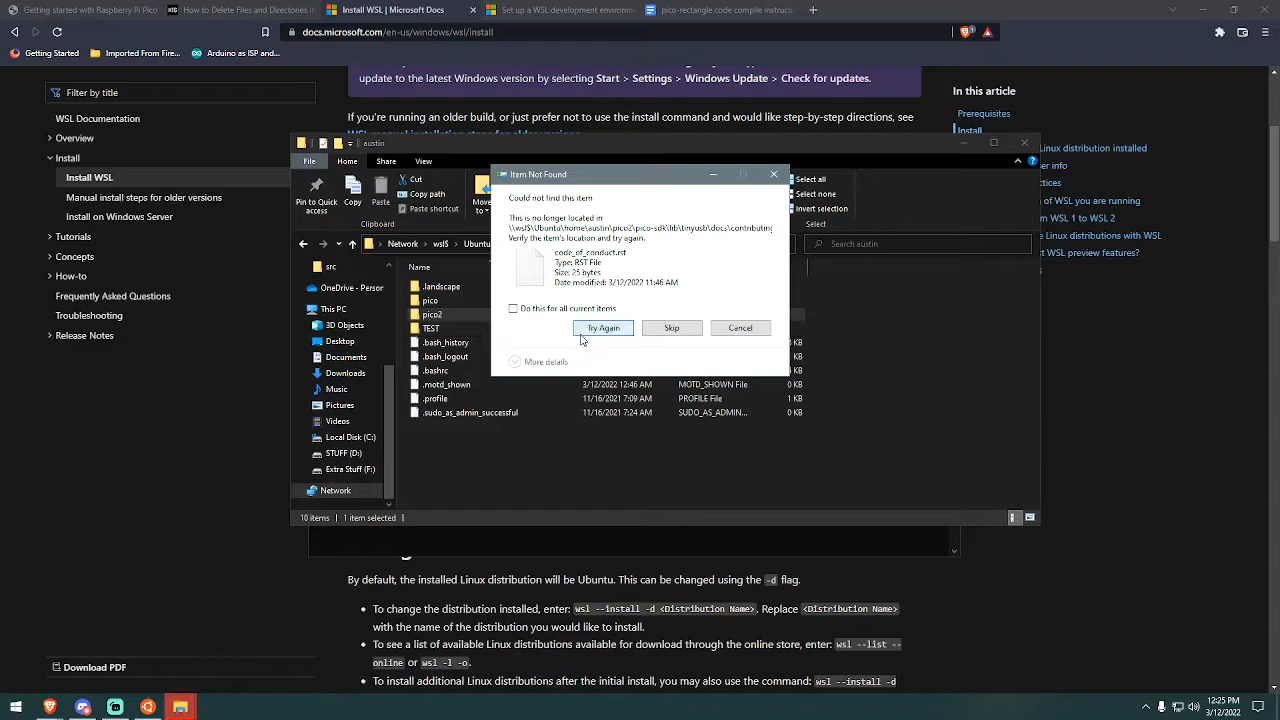 Getting started with Raspberry Pi Pico
How to Delete Files and Directories in
Install WSL | Microsoft Docs
Set up a WSL development environm
pico-rectangle code compile instructi
docs.microsoft.com/en-us/windows/wsl/install
Getting Started
Imported From Fire...
Arduino as ISP and...
update to the latest Windows version by selecting Start > Settings > Windows Update > Check for updates.
Filter by title
WSL Documentation
Overview
Install
Install WSL
Manual install steps for older versions
Install on Windows Server
Tutorials
Concepts
How-to
Frequently Asked Questions
Troubleshooting
Release Notes
Download PDF
If you're running an older build, or just prefer not to use the install command and would like step-by-step directions, see
In this article
Prerequisites
Install
Linux distribution installed
er info
ctices
of WSL you are running
m WSL 1 to WSL 2
le Linux distributions with WSL
WSL preview features?
austin
File
Home
Share
View
Pin to Quick access
Copy
Paste
Cut
Copy path
Paste shortcut
Clipboard
Move to
Select all
Select none
Invert selection
Select
Network
wsl$
Ubuntu
Search austin
src
OneDrive - Person
This PC
3D Objects
Desktop
Documents
Downloads
Music
Pictures
Videos
Local Disk (C:)
STUFF (D:)
Extra Stuff (F:)
Network
Name
.landscape
pico
pico2
TEST
.bash_history
.bash_logout
.bashrc
.motd_shown 3/12/2022 12:46 AM MOTD_SHOWN File 0 KB
.profile 11/16/2021 7:09 AM PROFILE File 1 KB
.sudo_as_admin_successful 11/16/2021 7:24 AM SUDO_AS_ADMIN... 0 KB
10 items
1 item selected
Item Not Found
Could not find this item
This is no longer located in
\\wsl$\Ubuntu\home\austin\pico2\pico-sdk\lib\tinyusb\docs\contributing
Verify the item's location and try again.
code_of_conduct.rst
Type: RST File
Size: 25 bytes
Date modified: 3/12/2022 11:46 AM
Do this for all current items
Try Again
Skip
Cancel
More details
By default, the installed Linux distribution will be Ubuntu. This can be changed using the -d flag.
• To change the distribution installed, enter: wsl --install -d <Distribution Name>. Replace <Distribution Name>
with the name of the distribution you would like to install.
• To see a list of available Linux distributions available for download through the online store, enter: wsl --list --
online or wsl -l -o.
• To install additional Linux distributions after the initial install, you may also use the command: wsl --install -d
12:25 PM
3/12/2022